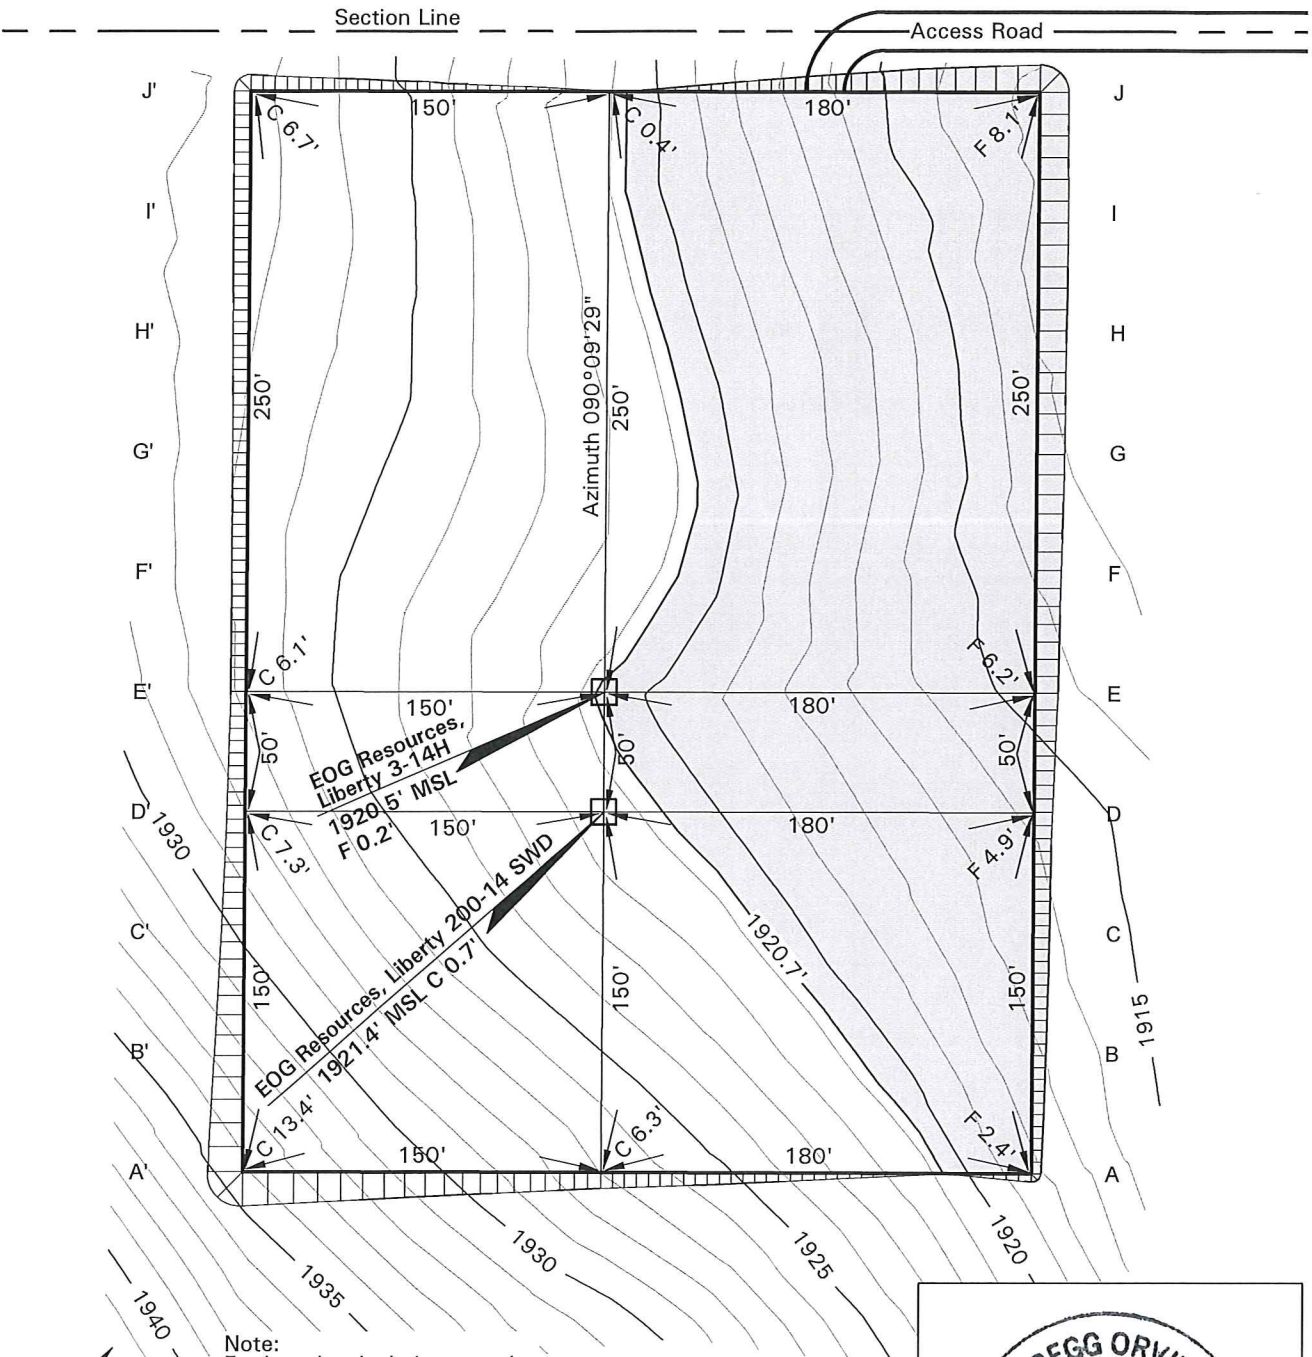 Section Line
Access Road
J'
150'
180'
J
C 6.7'
C 0.4'
F 8.1'
I'
I
H'
H
Azimuth 090°09'29"
250'
250'
250'
G'
G
F'
F
C 6.1'
F 6.2'
E'
150'
180'
E
50'
50'
50'
EOG Resources,
Liberty 3-14H
1920.5' MSL
F 0.2'
D'
150'
180'
D
1930
C 7.3'
F 4.9'
EOG Resources, Liberty 200-14 SWD
1921.4' MSL C 0.7'
1920.7'
C'
C
150'
150'
150'
1915
B'
B
C 13.4'
C 6.3'
F 2.4'
A'
150'
180'
A
1930
1925
1920
1935
1940
Note: